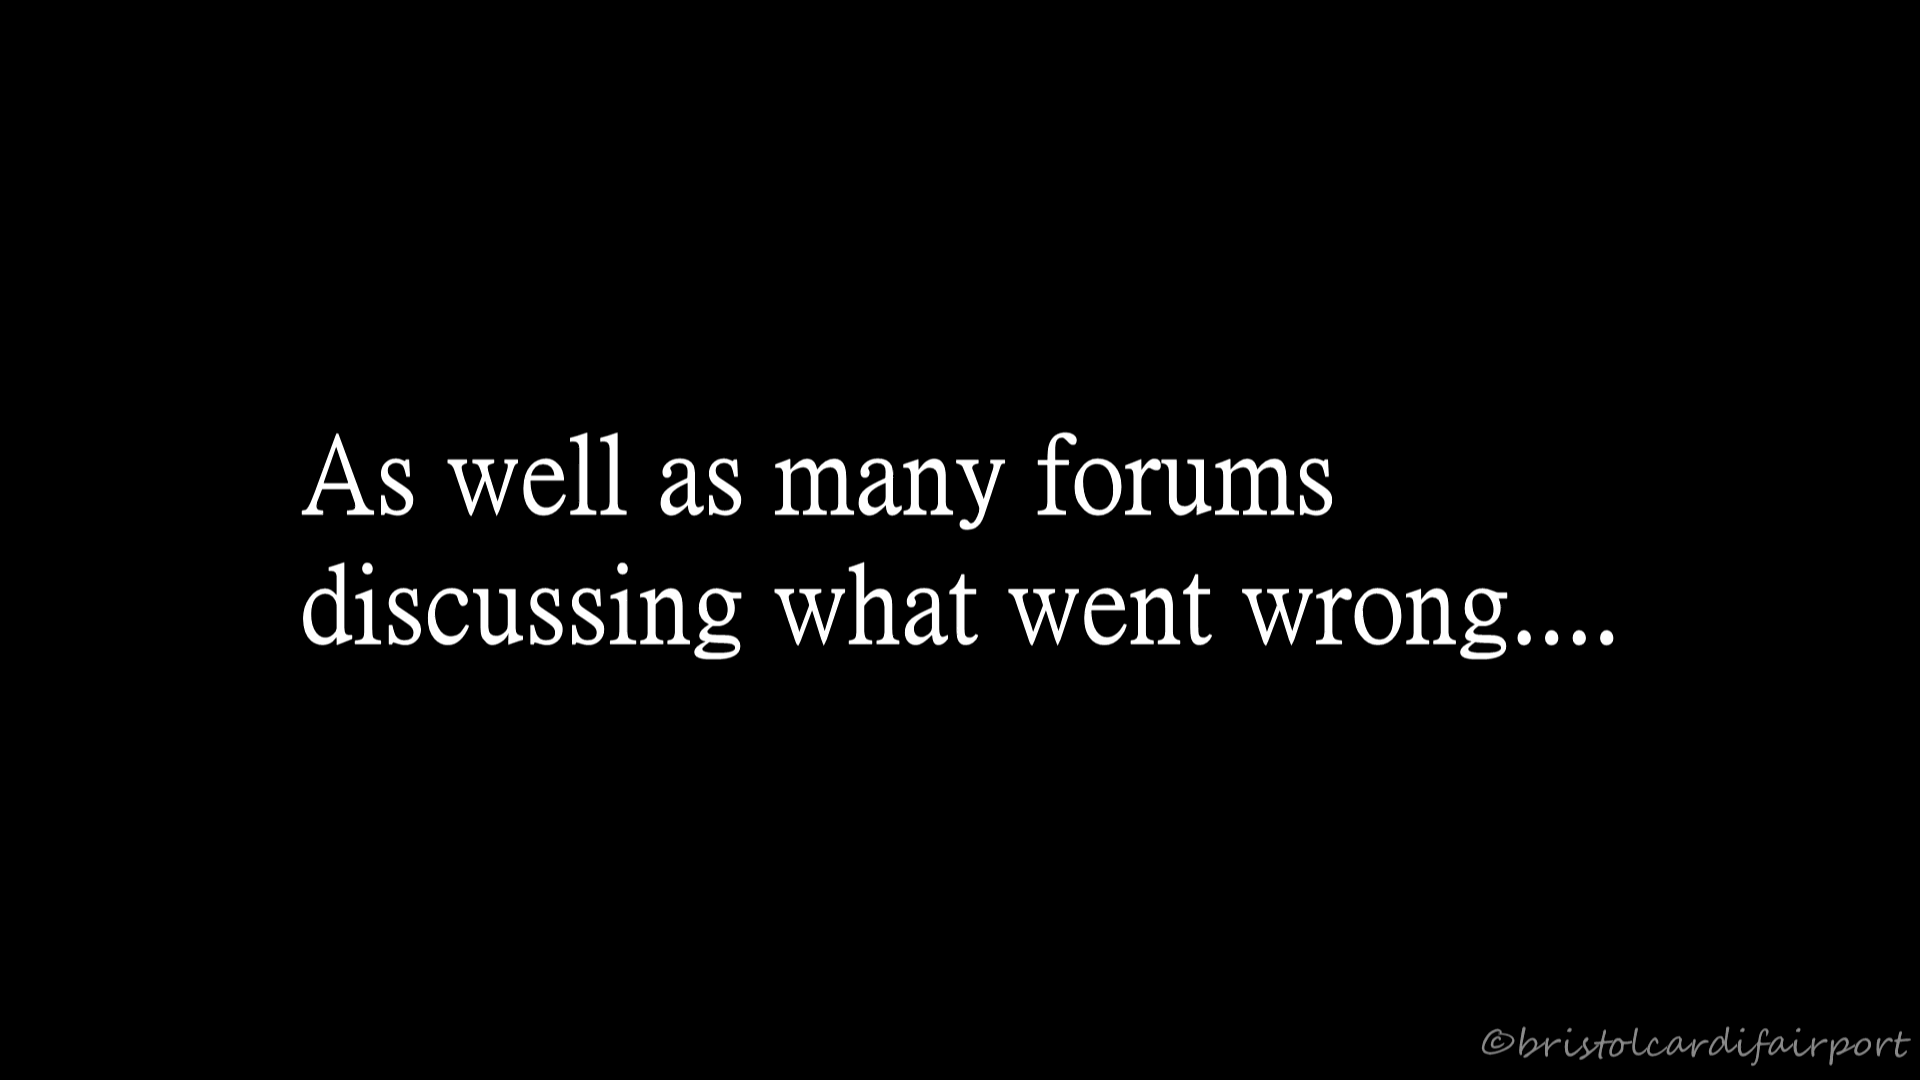 As well as many forums
discussing what went wrong....
©bristolcardifairport